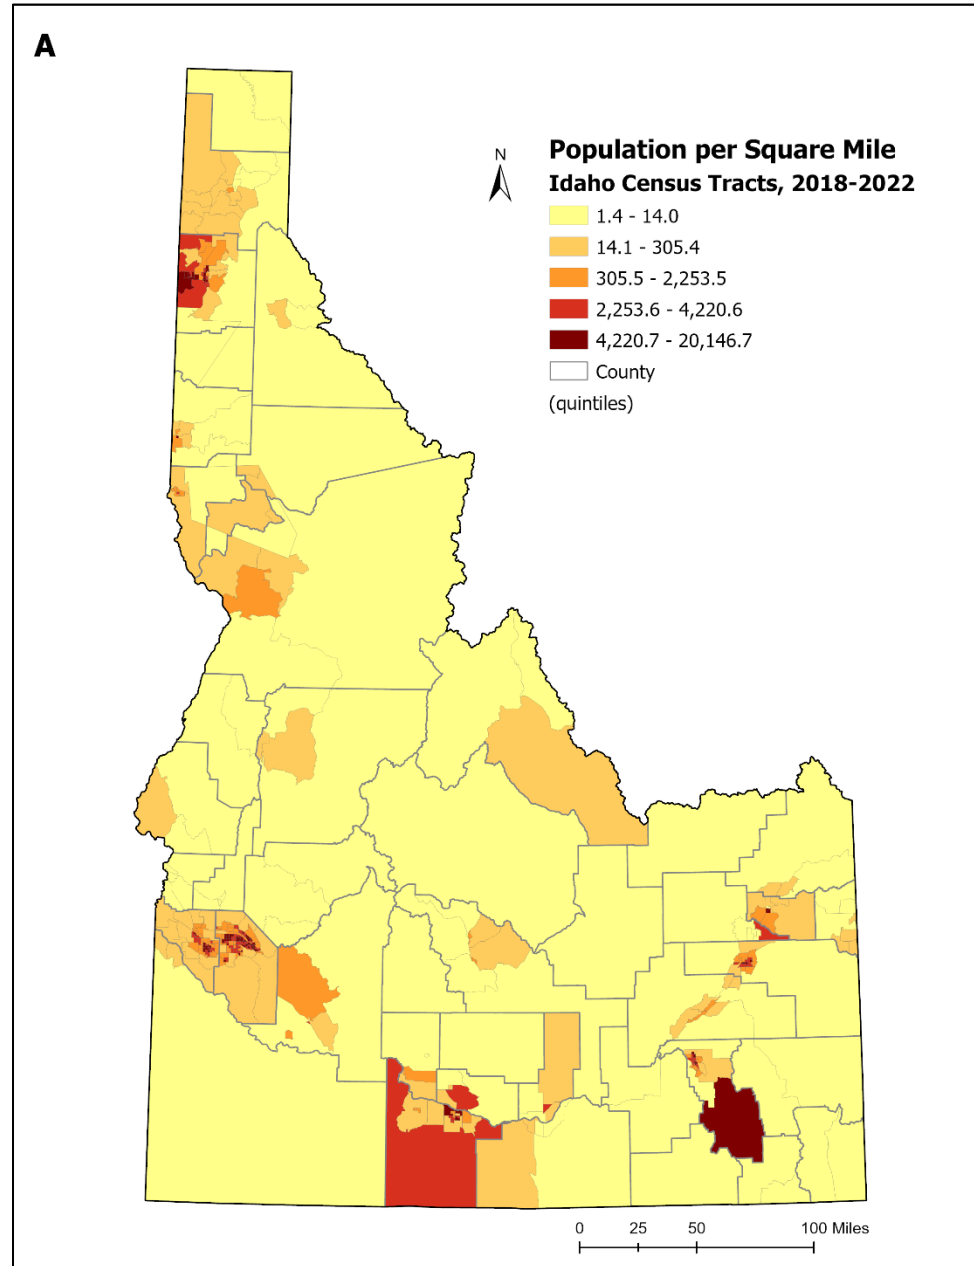 A
N
Population per Square Mile
Idaho Census Tracts, 2018-2022
1.4 - 14.0
14.1 - 305.4
305.5 - 2,253.5
2,253.6 - 4,220.6
4,220.7 - 20,146.7
County
(quintiles)
0 25 50 100 Miles